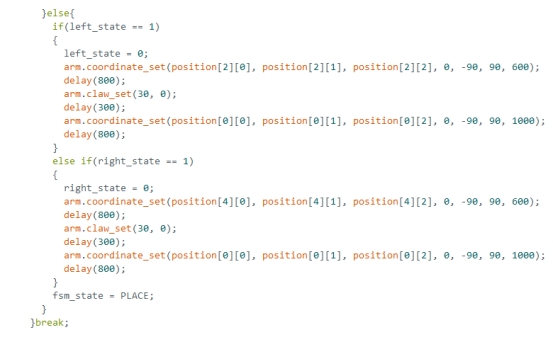 }else{
if(left_state == 1)
{
left_state = 0;
arm.coordinate_set(position[2][0], position[2][1], position[2][2], 0, -90, 90, 600);
delay(800);
arm.claw_set(30, 0);
delay(300);
arm.coordinate_set(position[0][0], position[0][1], position[0][2], 0, -90, 90, 1000);
delay(800);
}
else if(right_state == 1)
{
right_state = 0;
arm.coordinate_set(position[4][0], position[4][1], position[4][2], 0, -90, 90, 600);
delay(800);
arm.claw_set(30, 0);
delay(300);
arm.coordinate_set(position[0][0], position[0][1], position[0][2], 0, -90, 90, 1000);
delay(800);
}
fsm_state = PLACE;
}
}break;